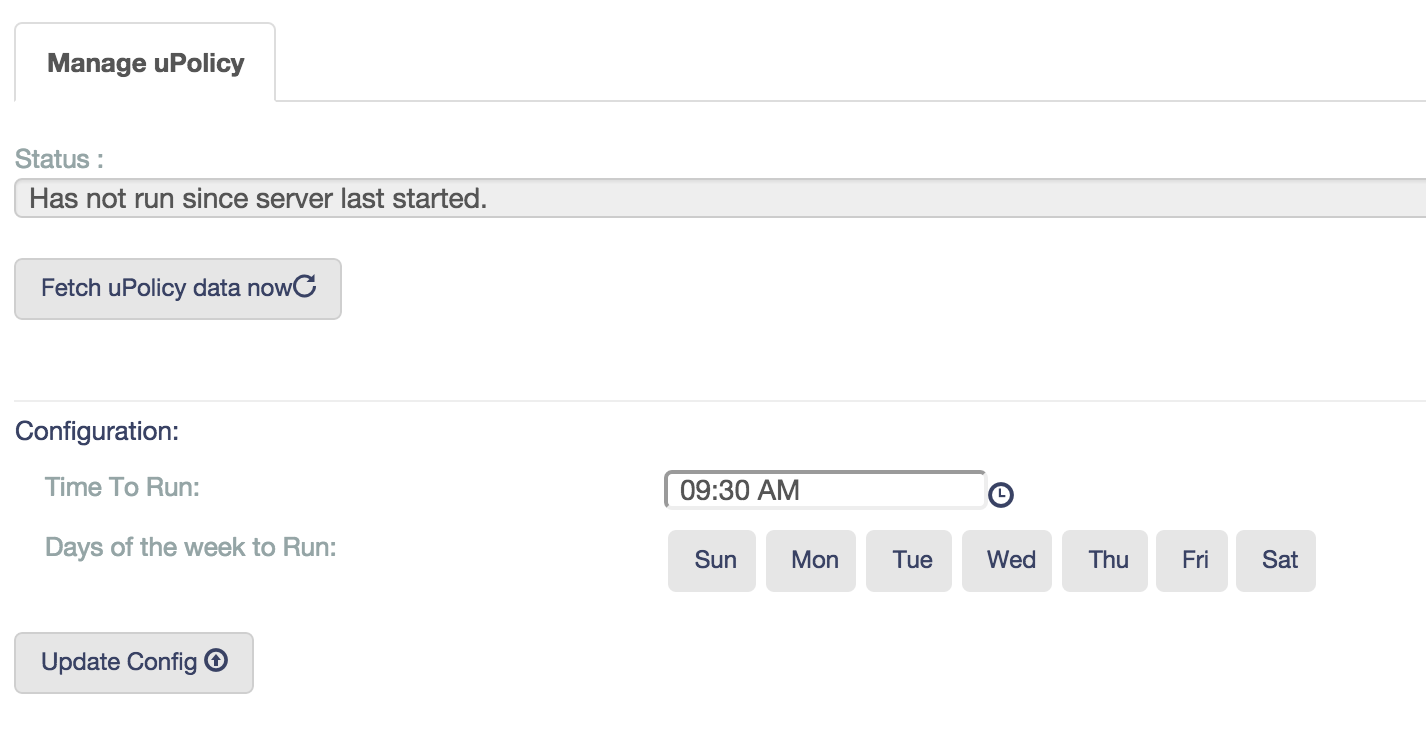 Manage uPolicy
Status :
Has not run since server last started.
Fetch uPolicy data now
Configuration:
Time To Run:
09:30 AM
Days of the week to Run:
Sun Mon Tue Wed Thu Fri Sat
Update Config